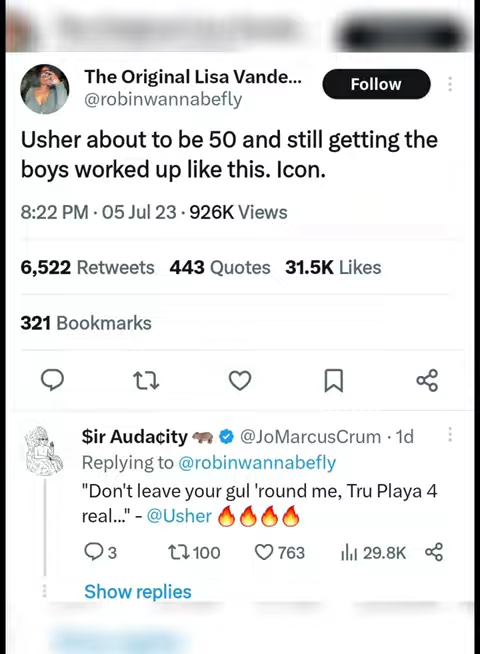 The Original Lisa Vande...
@robinwannabefly
Follow
Usher about to be 50 and still getting the
boys worked up like this. Icon.
8:22 PM · 05 Jul 23 · 926K Views
6,522 Retweets 443 Quotes 31.5K Likes
321 Bookmarks
$ir Auda¢ity 🦛 @JoMarcusCrum · 1d
Replying to @robinwannabefly
"Don't leave your gul 'round me, Tru Playa 4
real..." - @Usher 🔥🔥🔥🔥
3 100 763 29.8K
Show replies